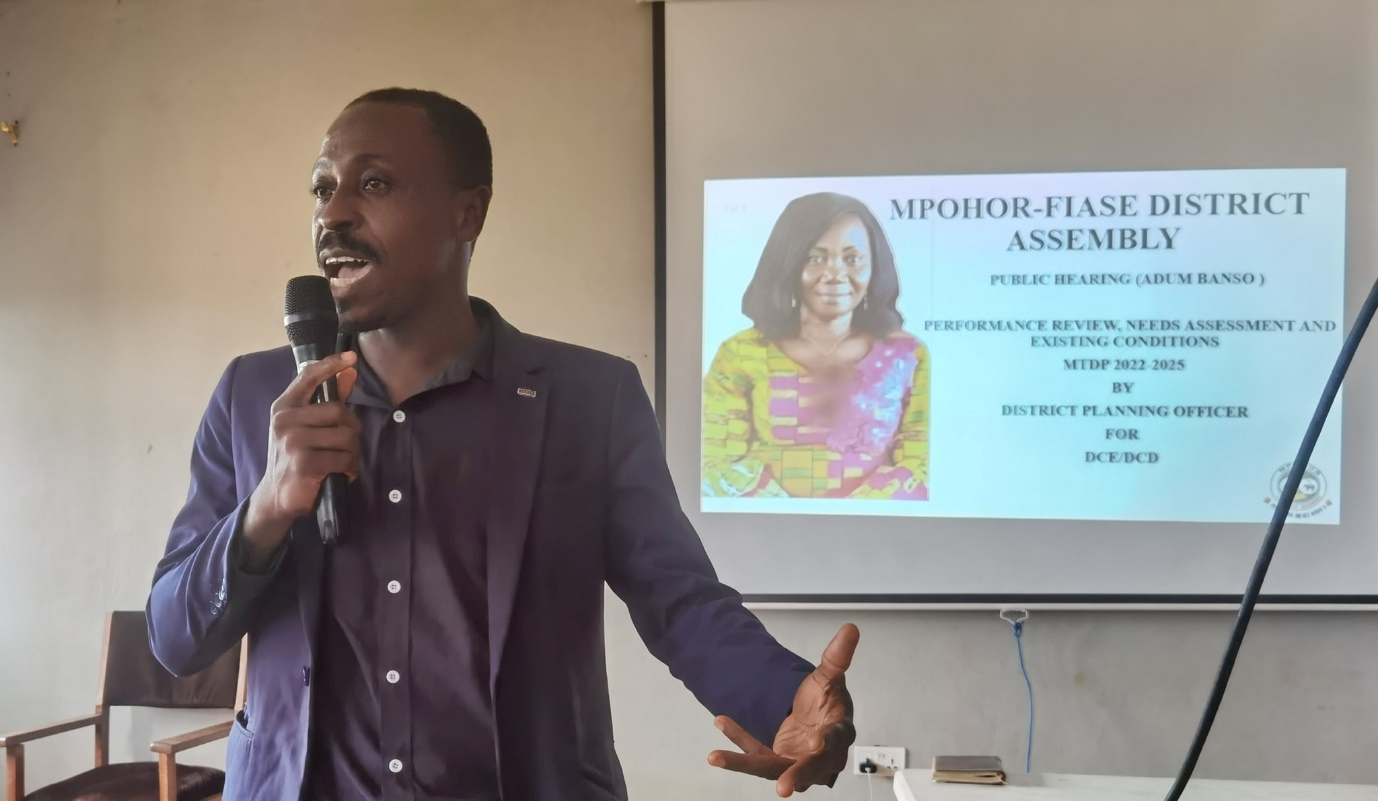 MPOHOR-FIASE DISTRICT
ASSEMBLY
PUBLIC HEARING (ADUM BANSO )
PERFORMANCE REVIEW, NEEDS ASSESSMENT AND
EXISTING CONDITIONS
MTDP 2022-2025
BY
DISTRICT PLANNING OFFICER
FOR
DCE/DCD